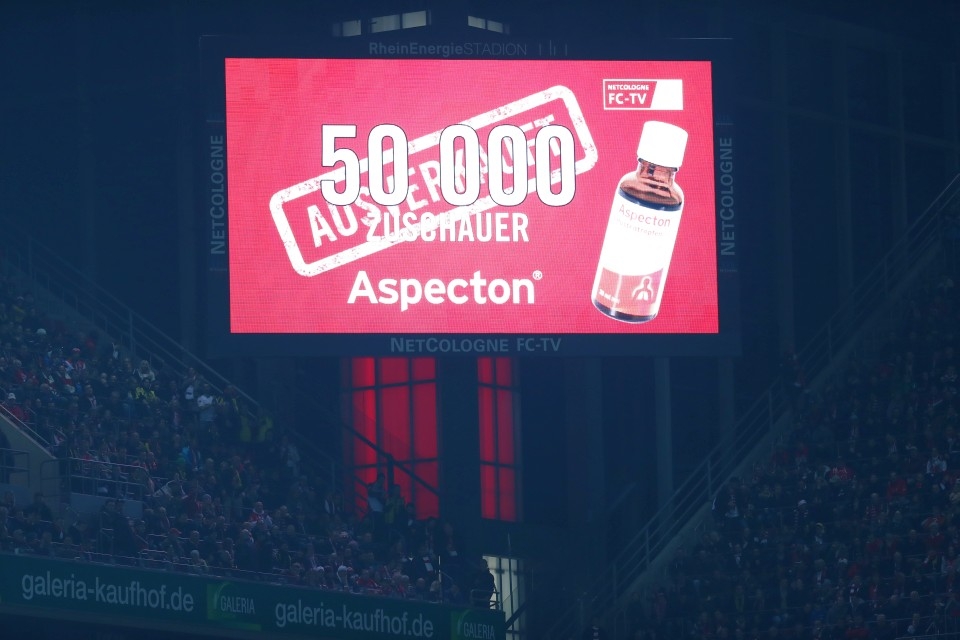 RheinEnergieSTADION
NETCOLOGNE
FC-TV
50 000
AUSVERKAUFT
ZUSCHAUER
Aspecton®
Aspecton
NETCOLOGNE
NETCOLOGNE
NETCOLOGNE FC-TV
galeria-kaufhof.de
GALERIA
galeria-kaufhof.de
GALERIA